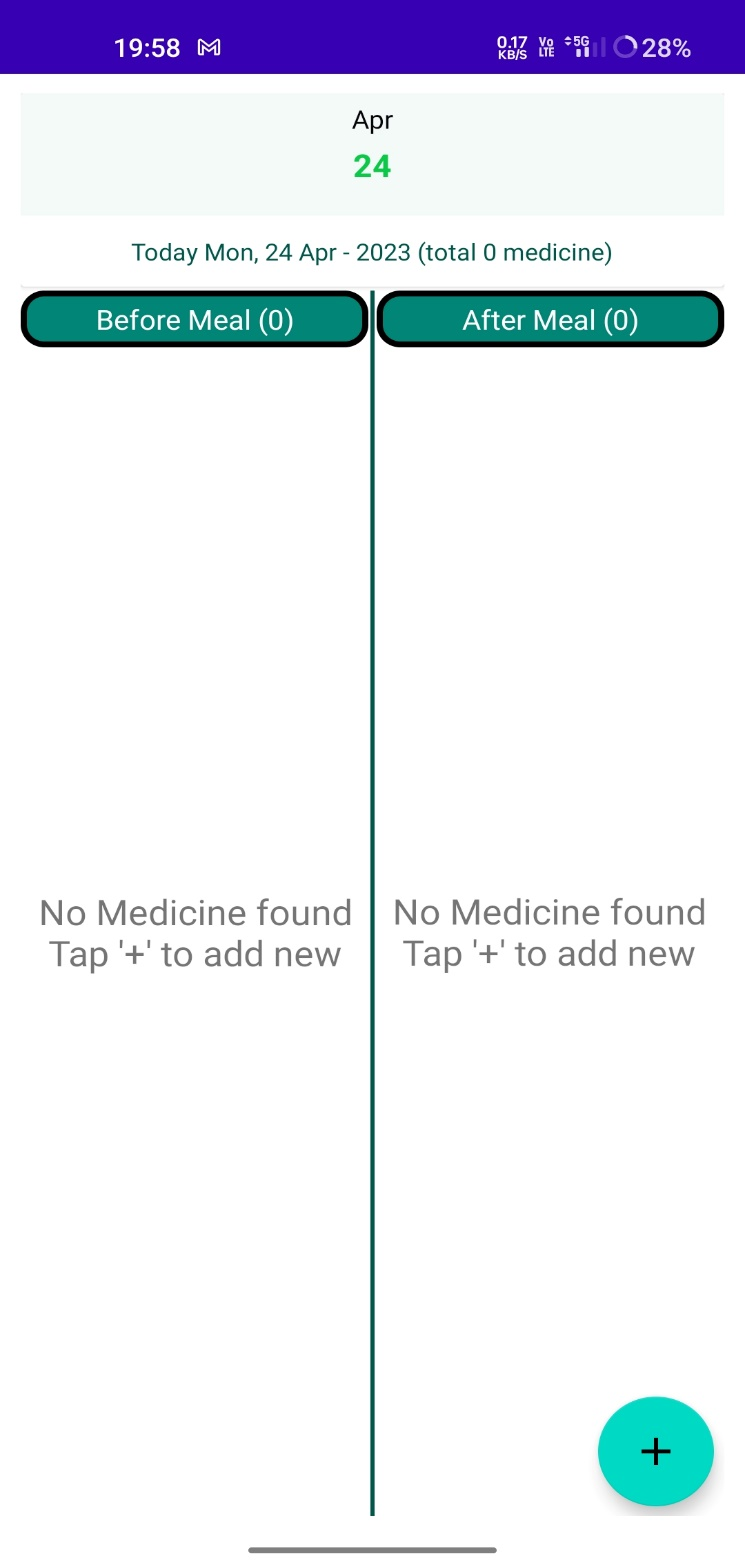 19:58 0.17 KB/S Vo LTE 5G 28%
Apr
24
Today Mon, 24 Apr - 2023 (total 0 medicine)
Before Meal (0) After Meal (0)
No Medicine found
Tap '+' to add new
No Medicine found
Tap '+' to add new
+